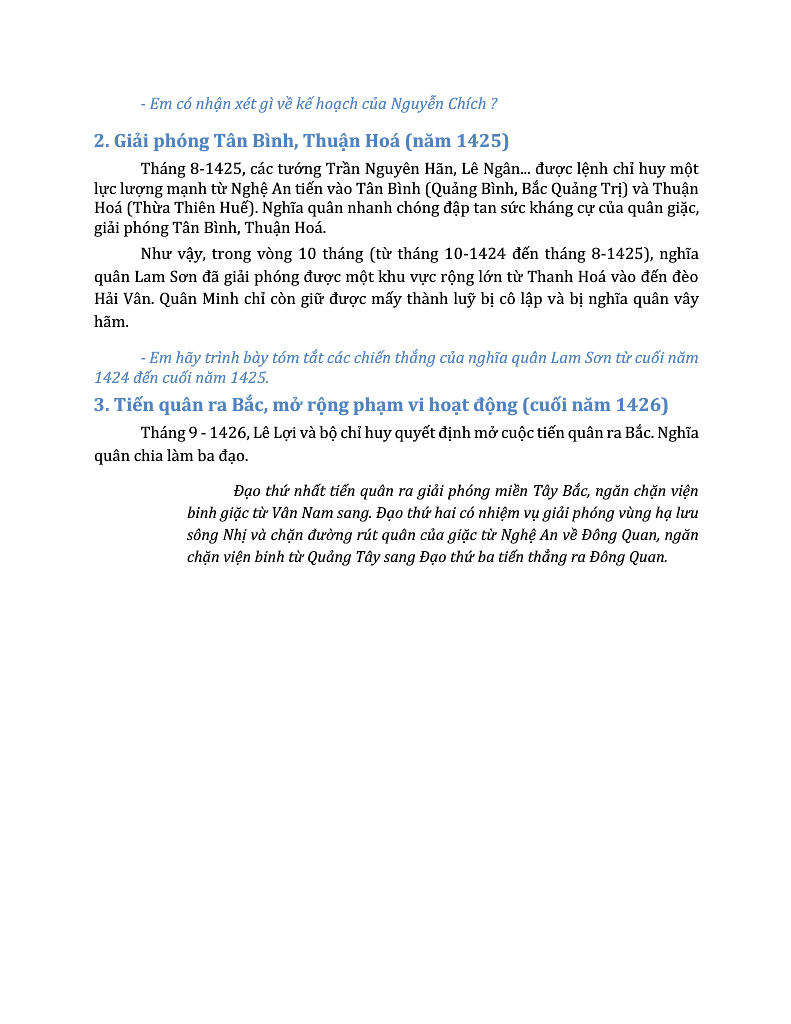 - Em có nhận xét gì về kế hoạch của Nguyễn Chích ?
2. Giải phóng Tân Bình, Thuận Hoá (năm 1425)
Tháng 8-1425, các tướng Trần Nguyên Hãn, Lê Ngân... được lệnh chỉ huy một
lực lượng mạnh từ Nghệ An tiến vào Tân Bình (Quảng Bình, Bắc Quảng Trị) và Thuận
Hoá (Thừa Thiên Huế). Nghĩa quân nhanh chóng đập tan sức kháng cự của quân giặc,
giải phóng Tân Bình, Thuận Hoá.
Như vậy, trong vòng 10 tháng (từ tháng 10-1424 đến tháng 8-1425), nghĩa
quân Lam Sơn đã giải phóng được một khu vực rộng lớn từ Thanh Hoá vào đến đèo
Hải Vân. Quân Minh chỉ còn giữ được mấy thành luỹ bị cô lập và bị nghĩa quân vây
hãm.
- Em hãy trình bày tóm tắt các chiến thắng của nghĩa quân Lam Sơn từ cuối năm
1424 đến cuối năm 1425.
3. Tiến quân ra Bắc, mở rộng phạm vi hoạt động (cuối năm 1426)
Tháng 9 - 1426, Lê Lợi và bộ chỉ huy quyết định mở cuộc tiến quân ra Bắc. Nghĩa
quân chia làm ba đạo.
Đạo thứ nhất tiến quân ra giải phóng miền Tây Bắc, ngăn chặn viện
binh giặc từ Vân Nam sang. Đạo thứ hai có nhiệm vụ giải phóng vùng hạ lưu
sông Nhị và chặn đường rút quân của giặc từ Nghệ An về Đông Quan, ngăn
chặn viện binh từ Quảng Tây sang Đạo thứ ba tiến thẳng ra Đông Quan.